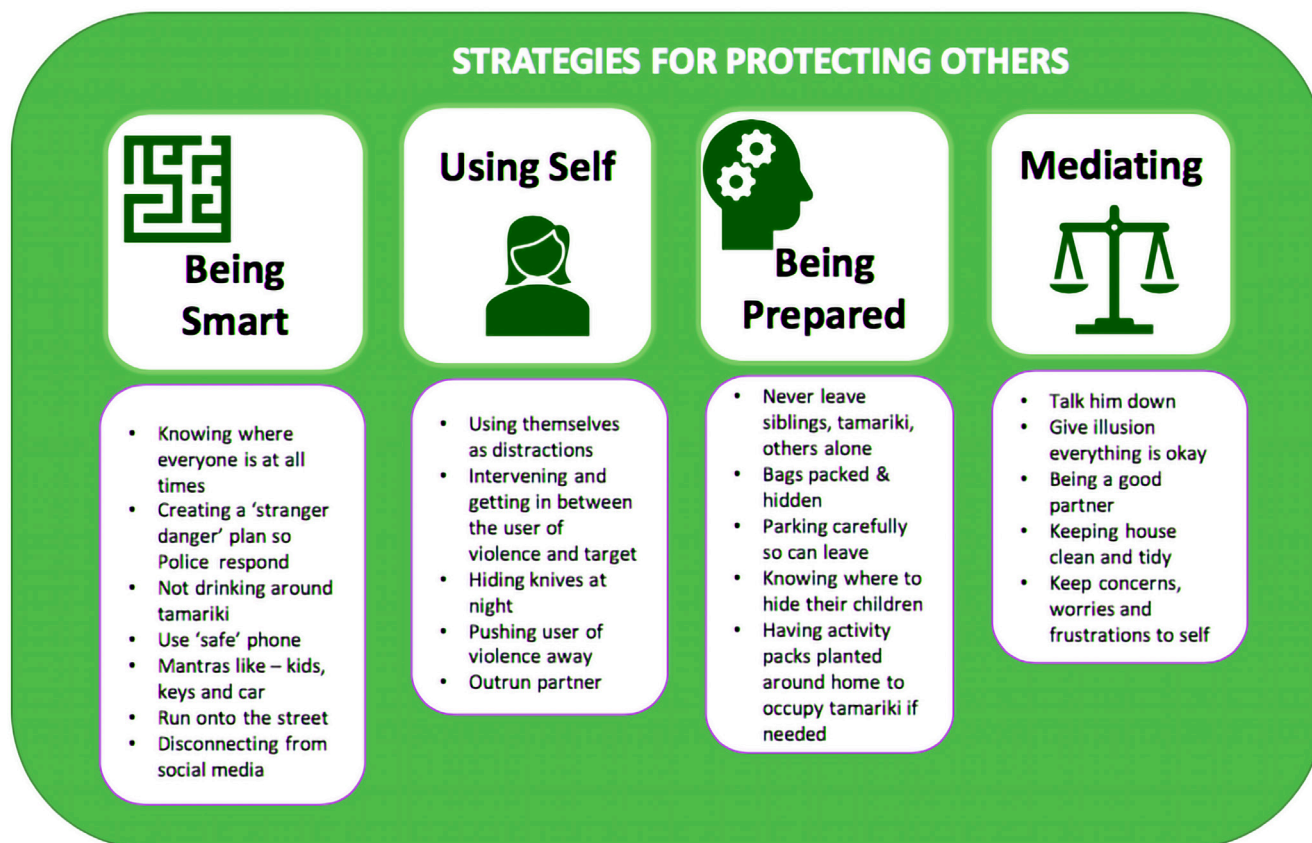 STRATEGIES FOR PROTECTING OTHERS
Being
Smart
• Knowing where
everyone is at all
times
• Creating a ‘stranger
danger’ plan so
Police respond
• Not drinking around
tamariki
• Use ‘safe’ phone
• Mantras like – kids,
keys and car
• Run onto the street
• Disconnecting from
social media
Using Self
• Using themselves
as distractions
• Intervening and
getting in between
the user of
violence and target
• Hiding knives at
night
• Pushing user of
violence away
• Outrun partner
Being
Prepared
• Never leave
siblings, tamariki,
others alone
• Bags packed &
hidden
• Parking carefully
so can leave
• Knowing where to
hide their children
• Having activity
packs planted
around home to
occupy tamariki if
needed
Mediating
• Talk him down
• Give illusion
everything is okay
• Being a good
partner
• Keeping house
clean and tidy
• Keep concerns,
worries and
frustrations to self